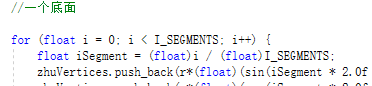 //一个底面
for (float i = 0; i < I_SEGMENTS; i++) {
float iSegment = (float)i / (float)I_SEGMENTS;
zhuVertices.push_back(r*(float)(sin(iSegment * 2.0f